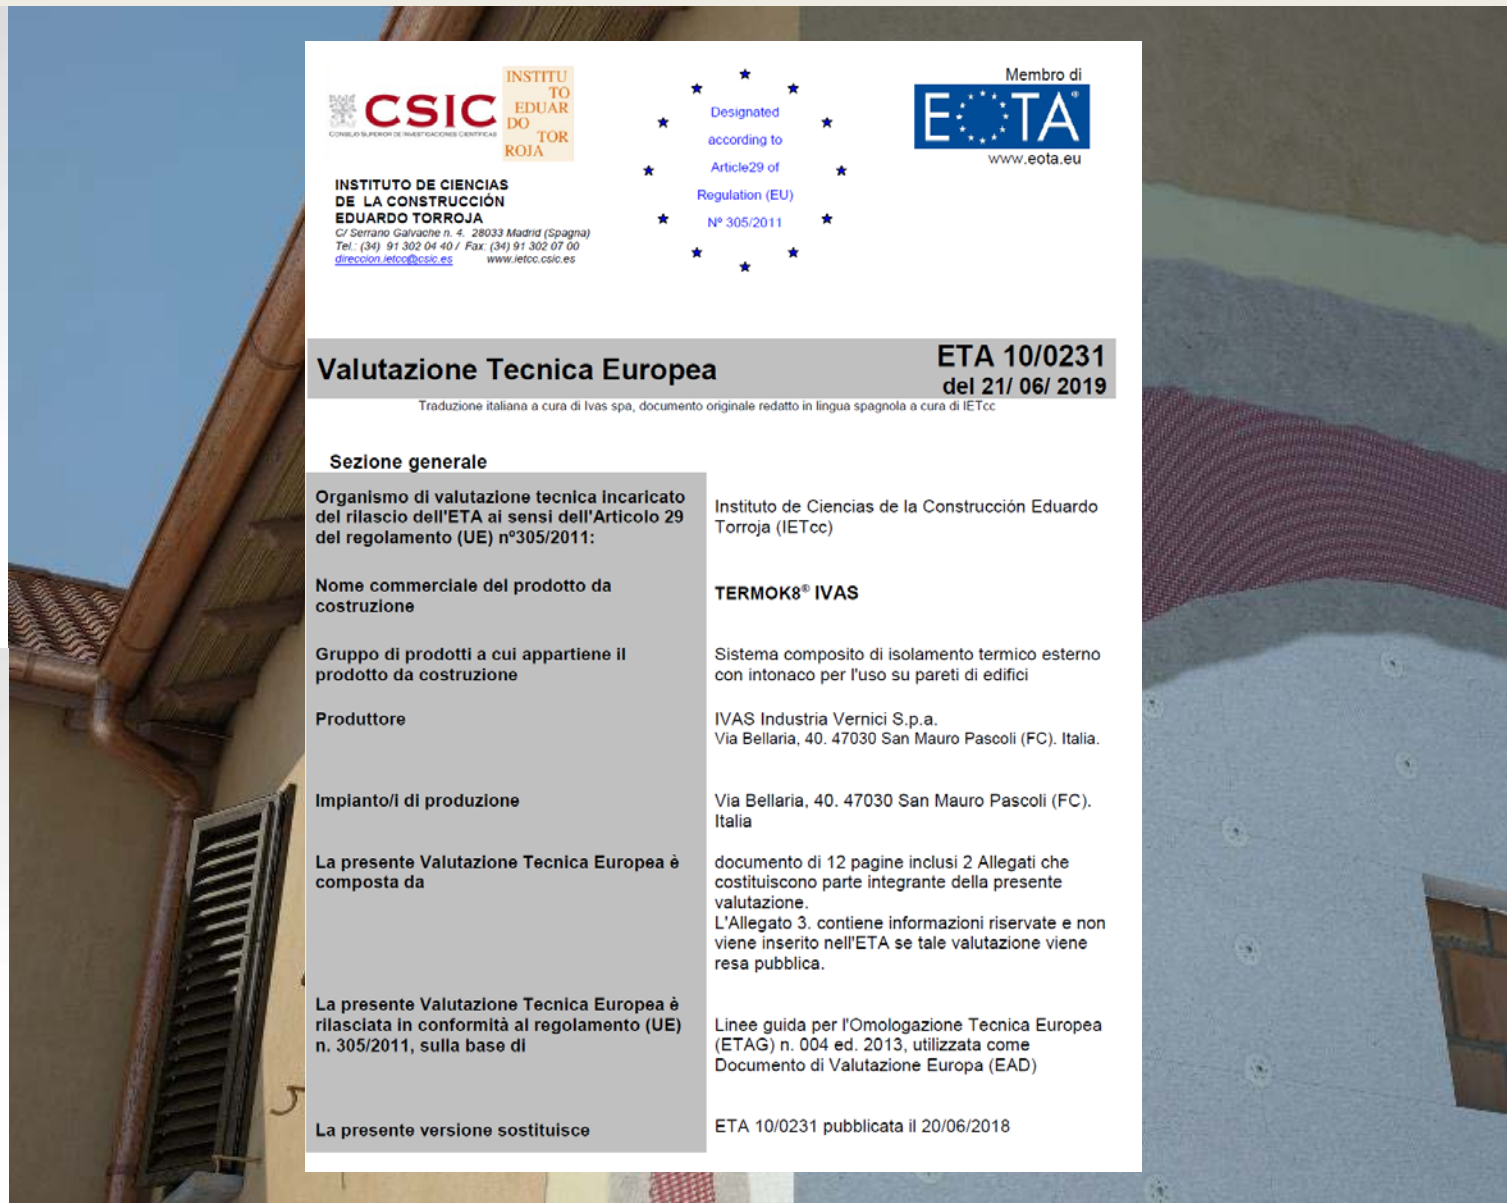 CSIC
CONSEJO SUPERIOR DE INVESTIGACIONES CIENTÍFICAS
INSTITU
TO
EDUAR
DO
TOR
ROJA
INSTITUTO DE CIENCIAS
DE LA CONSTRUCCIÓN
EDUARDO TORROJA
C/ Serrano Galvache n. 4. 28033 Madrid (Spagna)
Tel.: (34) 91 302 04 40 / Fax: (34) 91 302 07 00
direccion.ietcc@csic.es www.ietcc.csic.es
Designated
according to
Article29 of
Regulation (EU)
Nº 305/2011
Membro di
EOTA®
www.eota.eu
Valutazione Tecnica Europea
ETA 10/0231
del 21/ 06/ 2019
Traduzione italiana a cura di Ivas spa, documento originale redatto in lingua spagnola a cura di IETcc
Sezione generale
Organismo di valutazione tecnica incaricato
del rilascio dell'ETA ai sensi dell'Articolo 29
del regolamento (UE) nº305/2011:
Instituto de Ciencias de la Construcción Eduardo
Torroja (IETcc)
Nome commerciale del prodotto da
costruzione
TERMOK8® IVAS
Gruppo di prodotti a cui appartiene il
prodotto da costruzione
Sistema composito di isolamento termico esterno
con intonaco per l'uso su pareti di edifici
Produttore
IVAS Industria Vernici S.p.a.
Via Bellaria, 40. 47030 San Mauro Pascoli (FC). Italia.
Impianto/i di produzione
Via Bellaria, 40. 47030 San Mauro Pascoli (FC).
Italia
La presente Valutazione Tecnica Europea è
composta da
documento di 12 pagine inclusi 2 Allegati che
costituiscono parte integrante della presente
valutazione.
L'Allegato 3. contiene informazioni riservate e non
viene inserito nell'ETA se tale valutazione viene
resa pubblica.
La presente Valutazione Tecnica Europea è
rilasciata in conformità al regolamento (UE)
n. 305/2011, sulla base di
Linee guida per l'Omologazione Tecnica Europea
(ETAG) n. 004 ed. 2013, utilizzata come
Documento di Valutazione Europa (EAD)
La presente versione sostituisce
ETA 10/0231 pubblicata il 20/06/2018